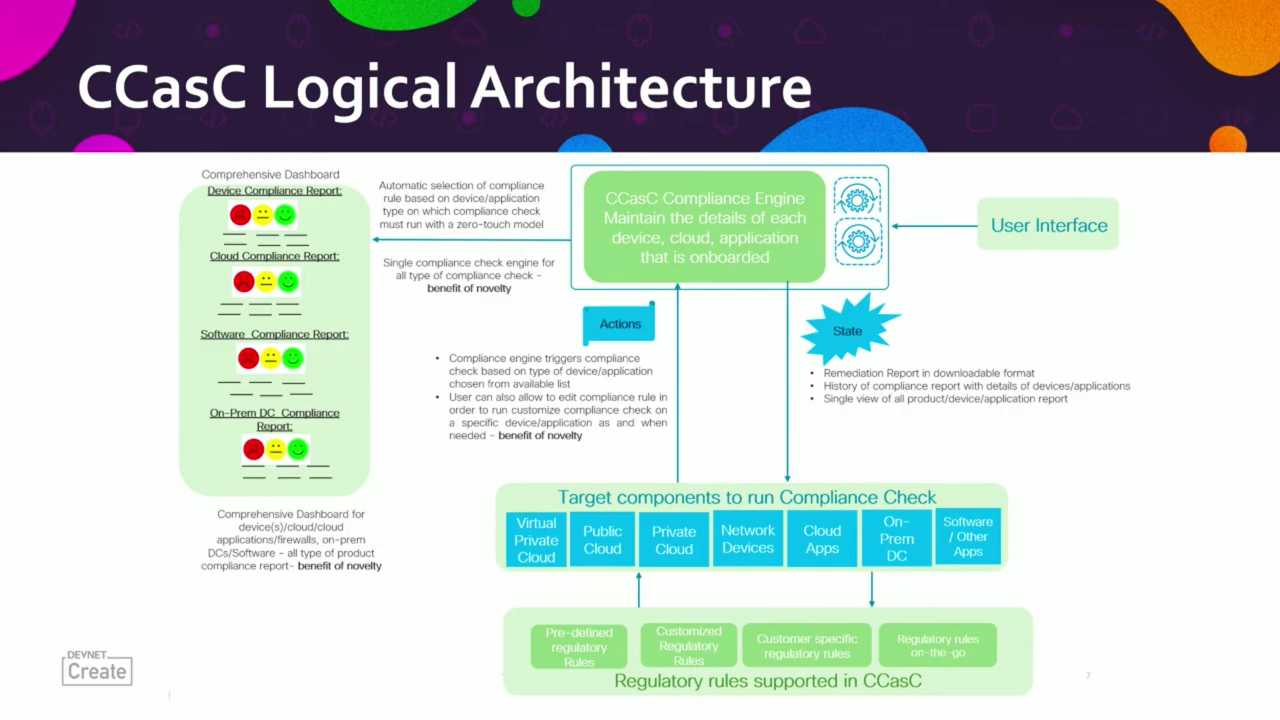 CCasC Logical Architecture
Comprehensive Dashboard
Device Compliance Report:
Cloud Compliance Report:
Software Compliance Report:
On-Prem DC Compliance
Report:
Comprehensive Dashboard for
device(s)/cloud/cloud
applications/firewalls, on-prem
DCs/Software - all type of product
compliance report- benefit of novelty
Automatic selection of compliance
rule based on device/application
type on which compliance check
must run with a zero-touch model
Single compliance check engine for
all type of compliance check -
benefit of novelty
CCasC Compliance Engine
Maintain the details of each
device, cloud, application
that is onboarded
User Interface
Actions
• Compliance engine triggers compliance
check based on type of device/application
chosen from available list
• User can also allow to edit compliance rule in
order to run customize compliance check on
a specific device/application as and when
needed - benefit of novelty
State
• Remediation Report in downloadable format
• History of compliance report with details of devices/applications
• Single view of all product/device/application report
Target components to run Compliance Check
Virtual
Private
Cloud
Public
Cloud
Private
Cloud
Network
Devices
Cloud
Apps
On-
Prem
DC
Software
/ Other
Apps
Pre-defined
regulatory
Rules
Customized
Regulatory
Rules
Customer specific
regulatory rules
Regulatory rules
on-the-go
Regulatory rules supported in CCasC
DEVNET
Create
7